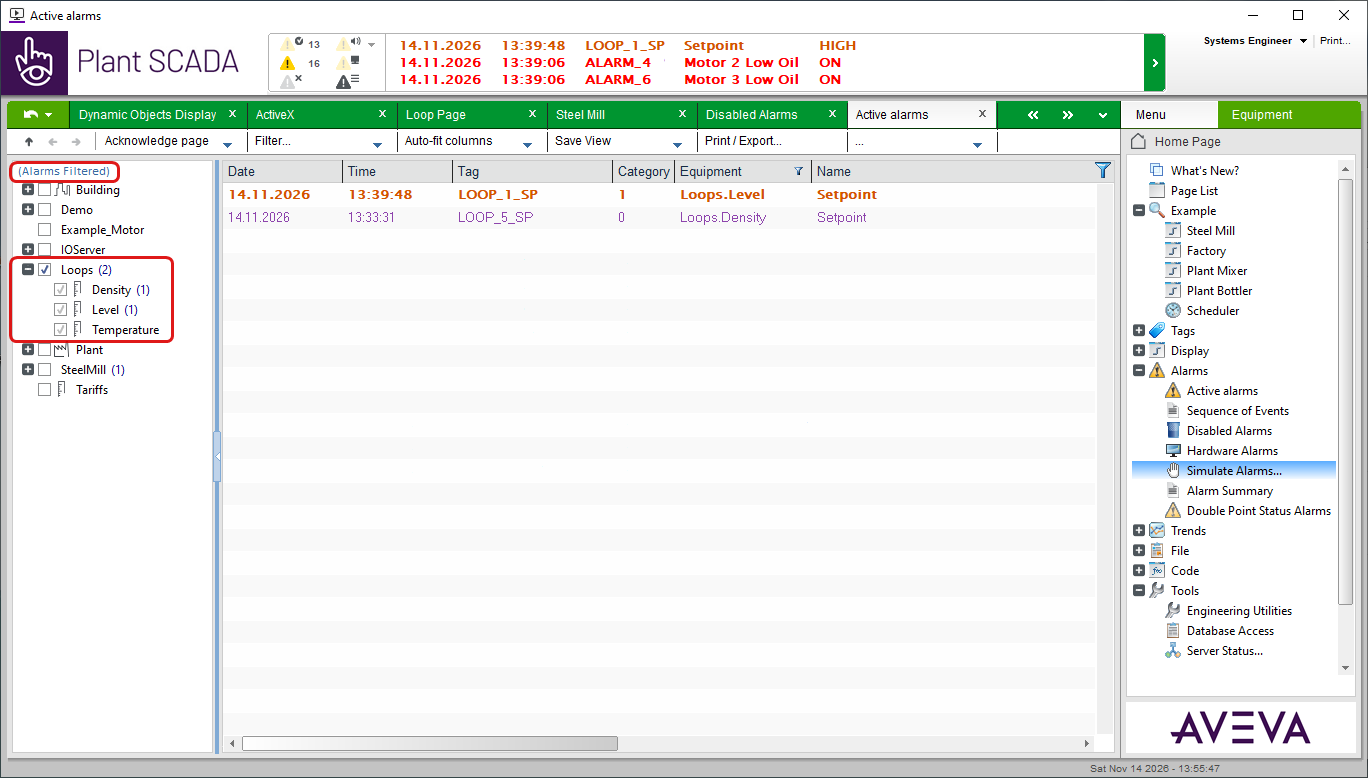 Active alarms
Plant SCADA
13
16
14.11.2026 13:39:48 LOOP_1_SP Setpoint HIGH
14.11.2026 13:39:06 ALARM_4 Motor 2 Low Oil ON
14.11.2026 13:39:06 ALARM_6 Motor 3 Low Oil ON
Systems Engineer Print...
Dynamic Objects Display x ActiveX x Loop Page x Steel Mill x Disabled Alarms x Active alarms x
Menu Equipment
Acknowledge page Filter... Auto-fit columns Save View Print / Export... ...
Home Page
(Alarms Filtered)
Building
Demo
Example_Motor
IOServer
Loops (2)
Density (1)
Level (1)
Temperature
Plant
SteelMill (1)
Tariffs
Date Time Tag Category Equipment Name
14.11.2026 13:39:48 LOOP_1_SP 1 Loops.Level Setpoint
14.11.2026 13:33:31 LOOP_5_SP 0 Loops.Density Setpoint
What's New?
Page List
Example
Steel Mill
Factory
Plant Mixer
Plant Bottler
Scheduler
Tags
Display
Alarms
Active alarms
Sequence of Events
Disabled Alarms
Hardware Alarms
Simulate Alarms...
Alarm Summary
Double Point Status Alarms
Trends
File
Code
Tools
Engineering Utilities
Database Access
Server Status...
AVEVA
Sat Nov 14 2026 - 13:55:47